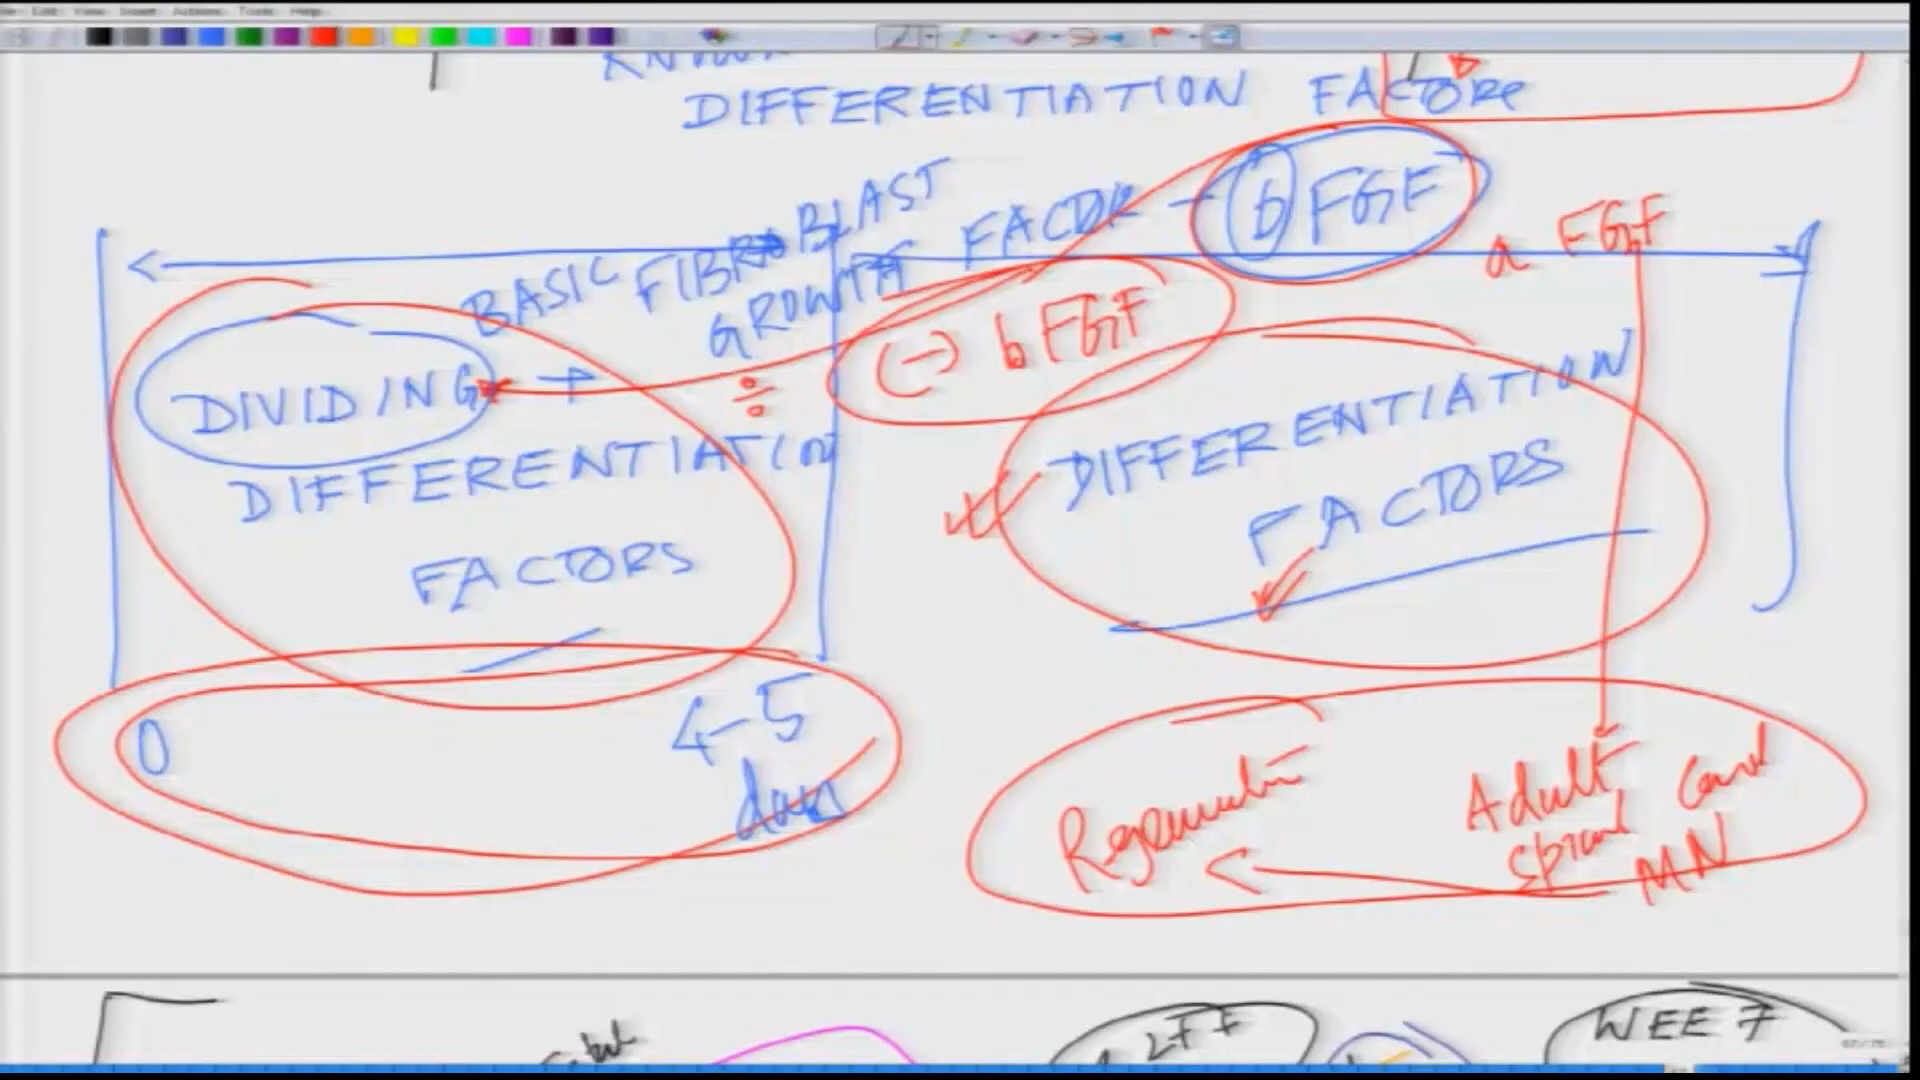 DIFFERENTIATION FACTORS
BASIC FIBROBLAST
GROWTH FACTOR - bFGF
a FGF
(-) bFGF
DIVIDING +
÷
DIFFERENTIATION
FACTORS
DIFFERENTIATION
FACTORS
0
4-5
days
Adult
Spinal Cord
MN
WEE 7